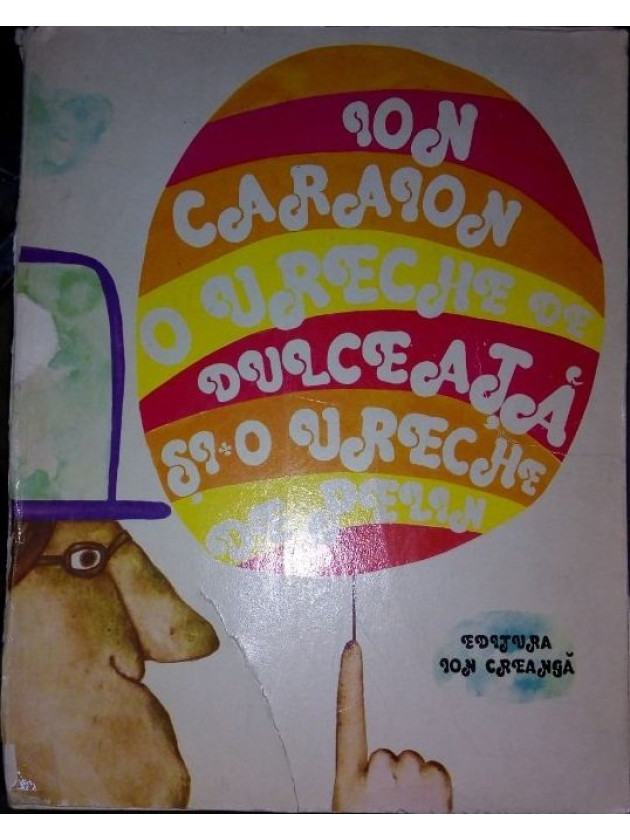 ION
CARAION
O URECHE DE
DULCEAȚĂ
ȘI-O URECHE
DE PELIN
EDITURA
ION CREANGĂ